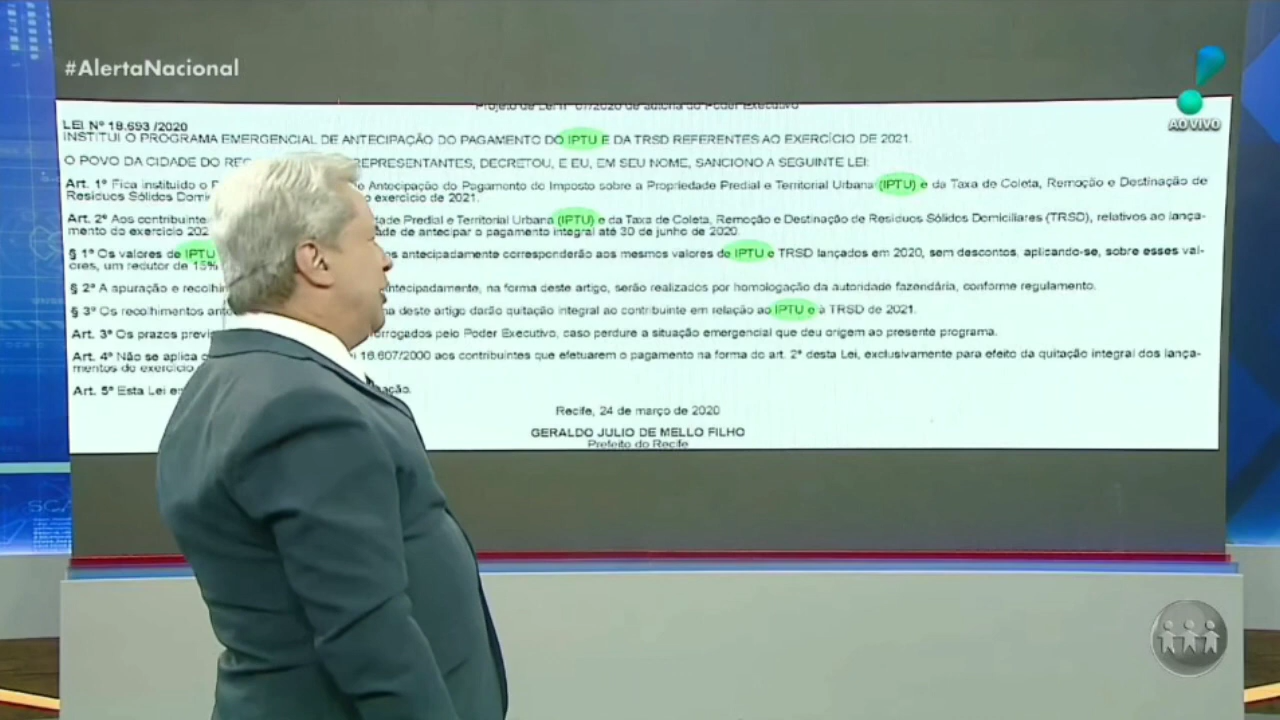 #AlertaNacional
AO VIVO
Projeto de Lei nº 07/2020 de autoria do Poder Executivo
LEI Nº 18.693 /2020
INSTITUI O PROGRAMA EMERGENCIAL DE ANTECIPAÇÃO DO PAGAMENTO DO IPTU E DA TRSD REFERENTES AO EXERCÍCIO DE 2021.
O POVO DA CIDADE DO REPRESENTANTES, DECRETOU, E EU, EM SEU NOME, SANCIONO A SEGUINTE LEI:
Art. 1º Fica instituído o Antecipação do Pagamento do Imposto sobre a Propriedade Predial e Territorial Urbana (IPTU) e da Taxa de Coleta, Remoção e Destinação de
Resíduos Sólidos exercício de 2021.
Art. 2º Aos contribuinte Predial e Territorial Urbana (IPTU) e da Taxa de Coleta, Remoção e Destinação de Resíduos Sólidos Domiciliares (TRSD), relativos ao lança-
mento do exercício de antecipar o pagamento integral até 30 de junho de 2020.
§ 1º Os valores de IPTU antecipadamente corresponderão aos mesmos valores de IPTU e TRSD lançados em 2020, sem descontos, aplicando-se, sobre esses val-
ores, um redutor de 15%
§ 2º A apuração e ntecipadamente, na forma deste artigo, serão realizados por homologação da autoridade fazendária, conforme regulamento.
§ 3º Os recolhimentos deste artigo darão quitação integral ao contribuinte em relação ao IPTU e à TRSD de 2021.
Art. 3º Os prazos rrogados pelo Poder Executivo, caso perdure a situação emergencial que deu origem ao presente programa.
Art. 4º Não se aplica 16.607/2000 aos contribuintes que efetuarem o pagamento na forma do art. 2º desta Lei, exclusivamente para efeito da quitação integral dos lança-
mentos do exercício
Art. 5º Esta Lei
Recife, 24 de março de 2020
GERALDO JULIO DE MELLO FILHO
Prefeito do Recife